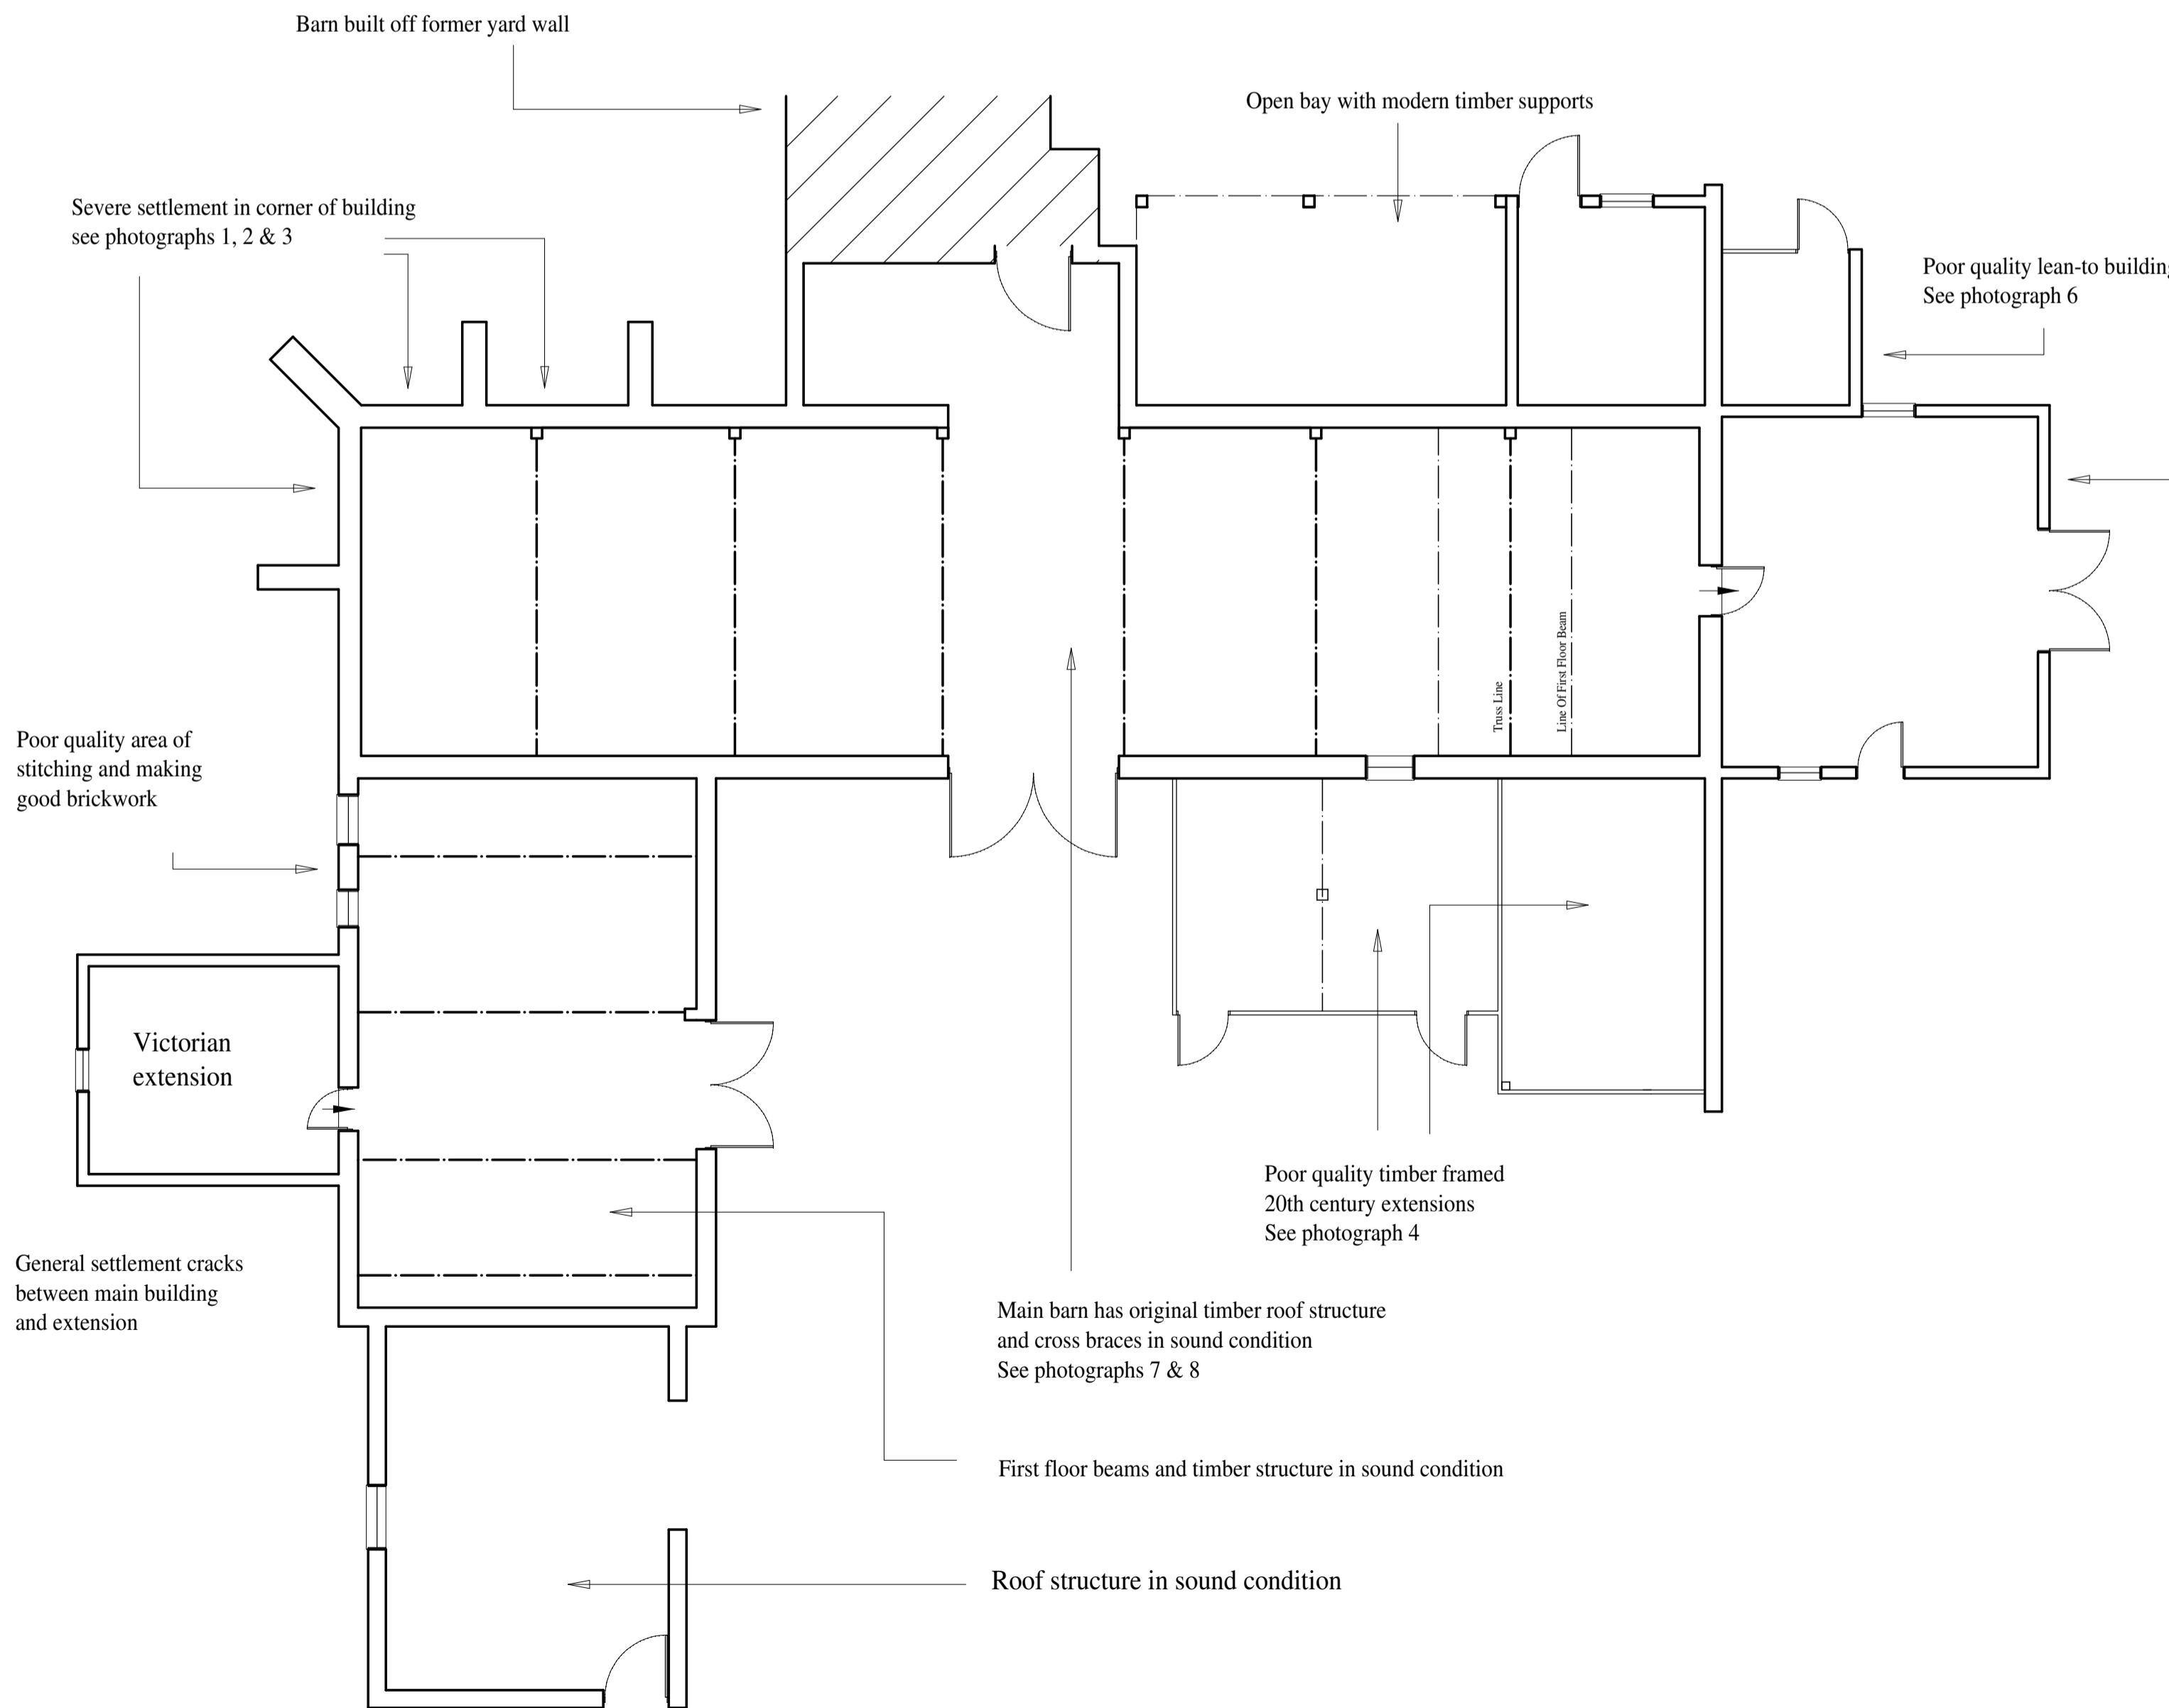 Barn built off former yard wall
Open bay with modern timber supports
Severe settlement in corner of building
see photographs 1, 2 & 3
Poor quality lean-to building
See photograph 6
Truss Line
Line Of First Floor Beam
Poor quality area of
stitching and making
good brickwork
Victorian
extension
Poor quality timber framed
20th century extensions
See photograph 4
General settlement cracks
between main building
and extension
Main barn has original timber roof structure
and cross braces in sound condition
See photographs 7 & 8
First floor beams and timber structure in sound condition
Roof structure in sound condition